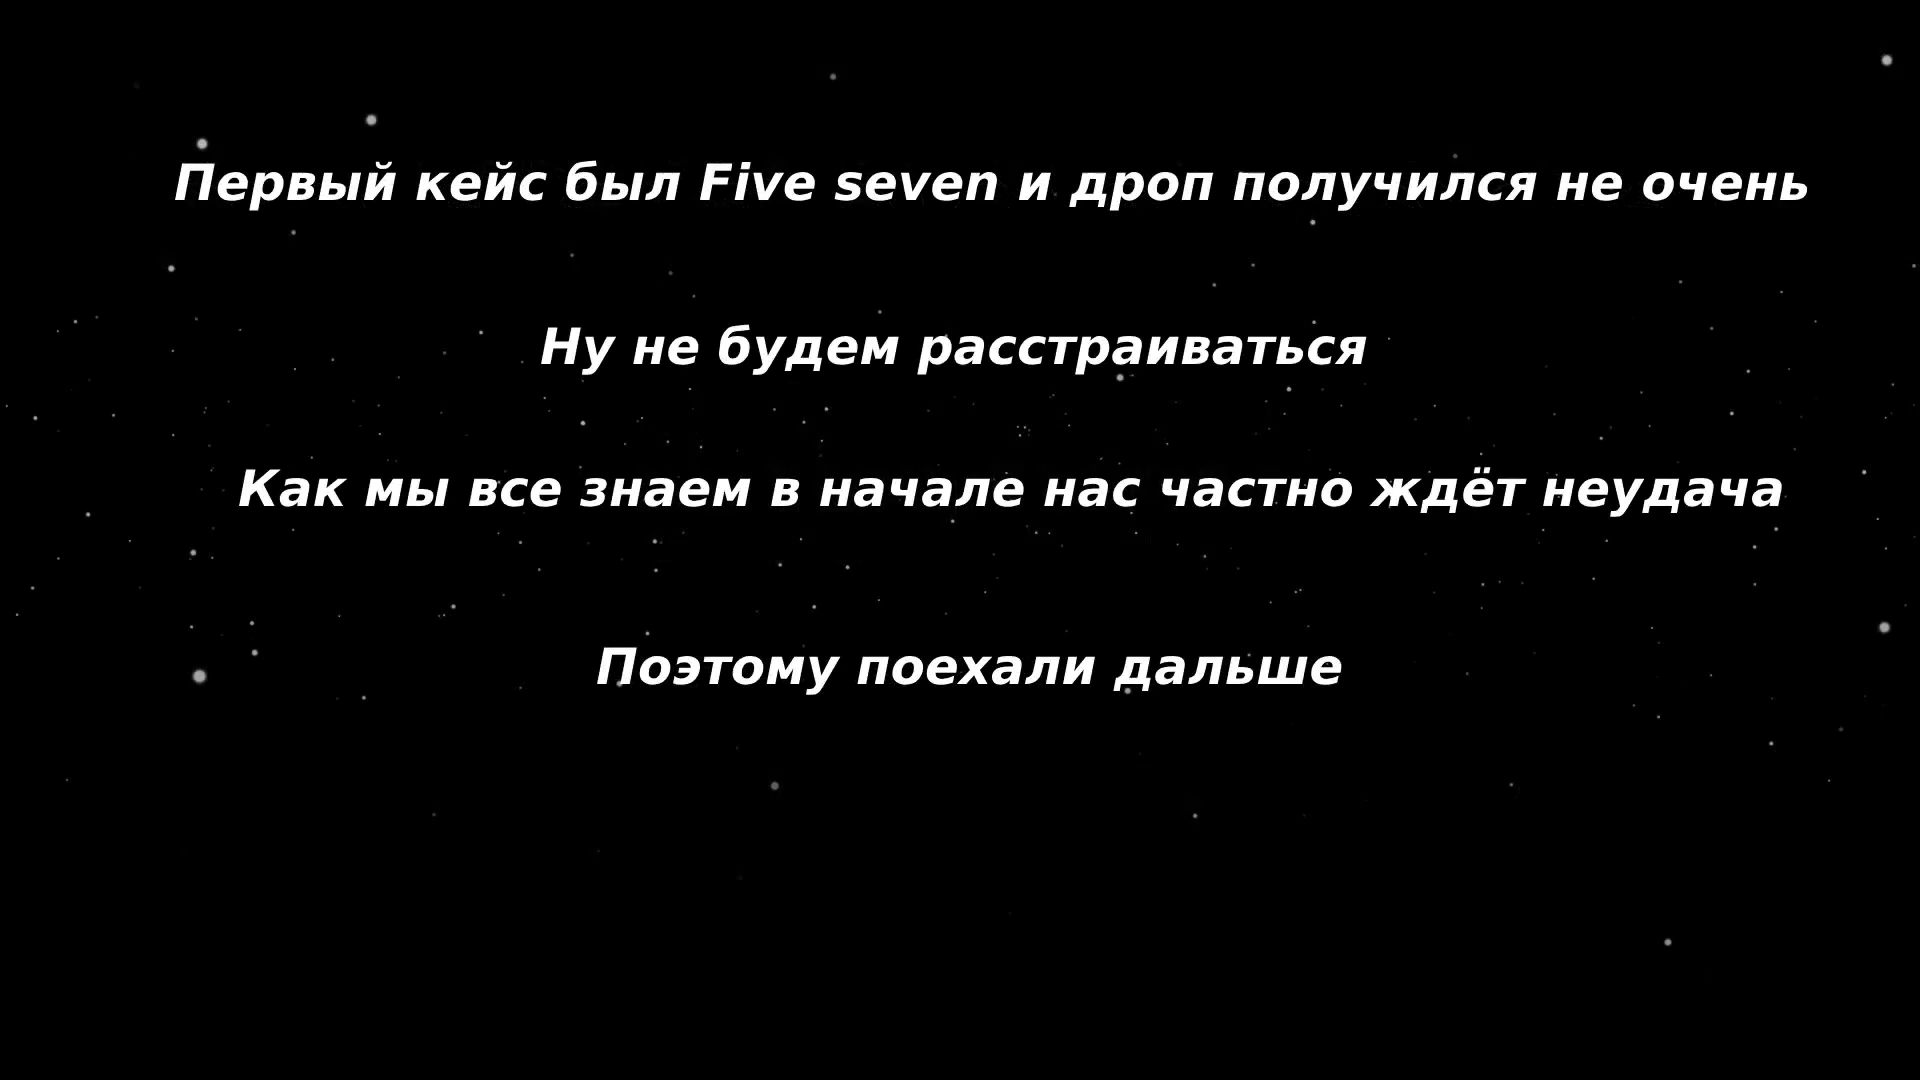 Первый кейс был Five seven и дроп получился не очень
Ну не будем расстраиваться
Как мы все знаем в начале нас частно ждёт неудача
Поэтому поехали дальше